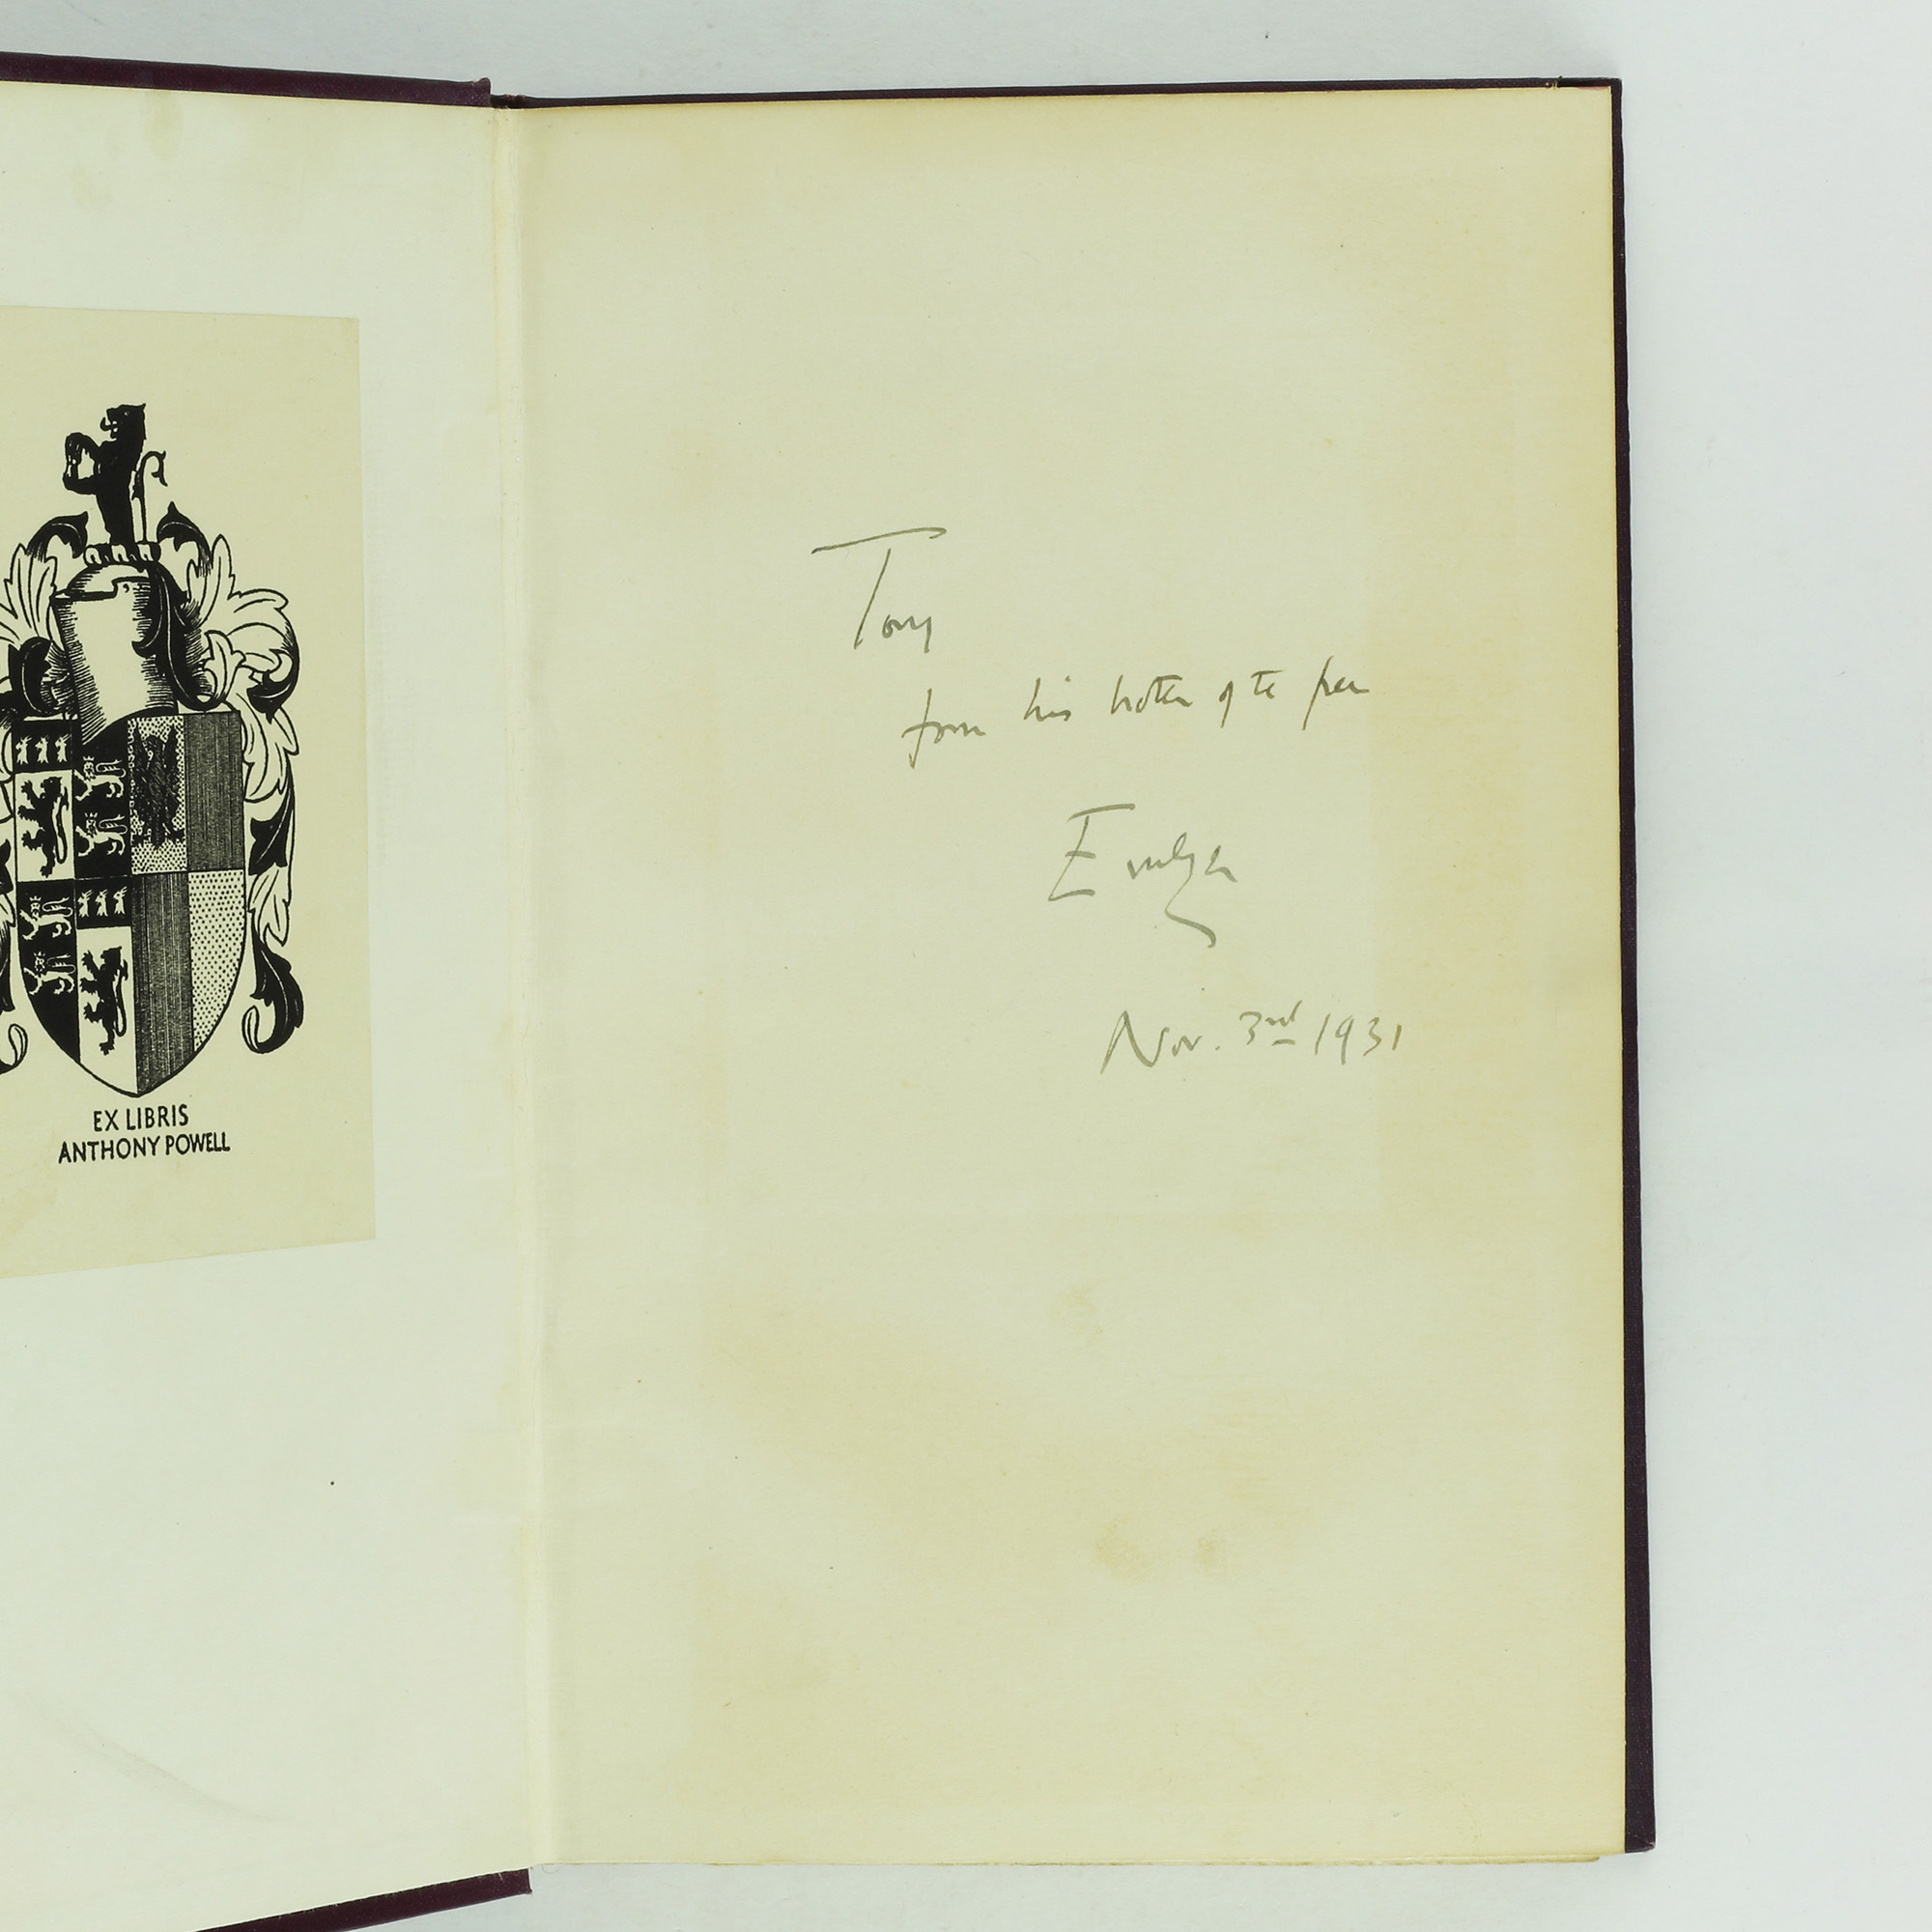 EX LIBRIS
ANTHONY POWELL
Tony
from his brother of the pen
Evelyn
Nov. 3rd 1931